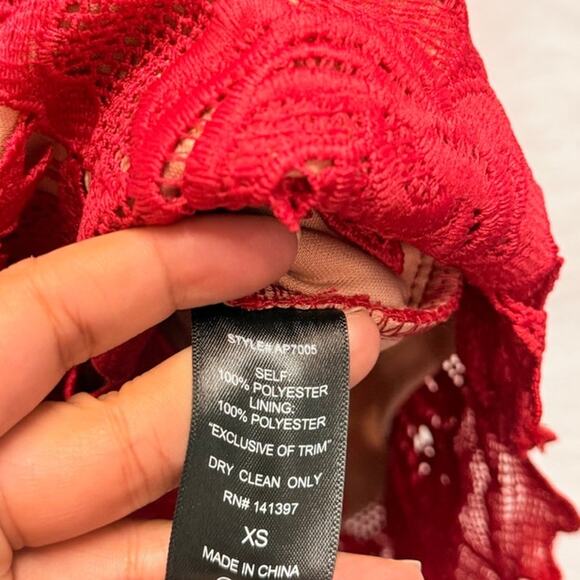 STYLE# AP7005
SELF:
100% POLYESTER
LINING:
100% POLYESTER
"EXCLUSIVE OF TRIM"
DRY CLEAN ONLY
RN# 141397
XS
MADE IN CHINA